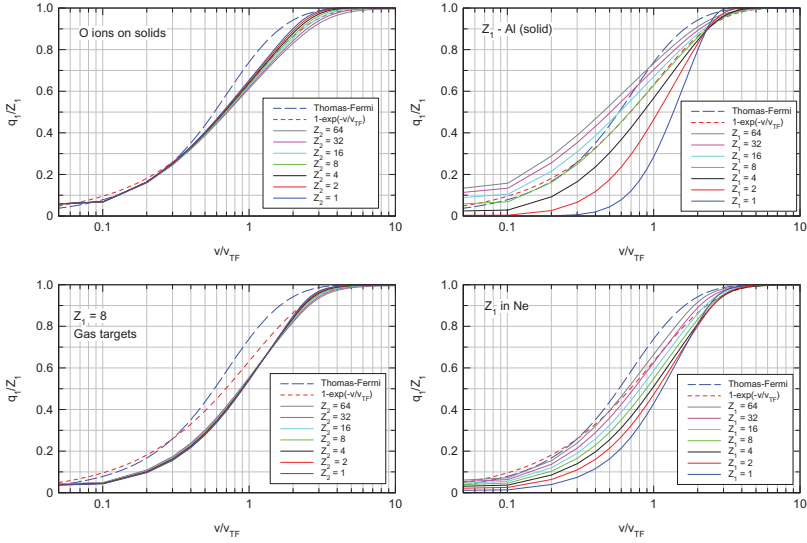 1.0
0.8
0.6
0.4
0.2
0
q₁/Z₁
O ions on solids
Thomas-Fermi
1-exp(-v/v_TF)
Z₂ = 64
Z₂ = 32
Z₂ = 16
Z₂ = 8
Z₂ = 4
Z₂ = 2
Z₂ = 1
0.1
1
10
v/v_TF
1.0
0.8
0.6
0.4
0.2
0
q₁/Z₁
Z₁ - Al (solid)
Thomas-Fermi
1-exp(-v/v_TF)
Z₁ = 64
Z₁ = 32
Z₁ = 16
Z₁ = 8
Z₁ = 4
Z₁ = 2
Z₁ = 1
0.1
1
10
v/v_TF
1.0
0.8
0.6
0.4
0.2
0
q₁/Z₁
Z₁ = 8
Gas targets
Thomas-Fermi
1-exp(-v/v_TF)
Z₂ = 64
Z₂ = 32
Z₂ = 16
Z₂ = 8
Z₂ = 4
Z₂ = 2
Z₂ = 1
0.1
1
10
v/v_TF
1.0
0.8
0.6
0.4
0.2
0
q₁/Z₁
Z₁ in Ne
Thomas-Fermi
1-exp(-v/v_TF)
Z₁ = 64
Z₁ = 32
Z₁ = 16
Z₁ = 8
Z₁ = 4
Z₁ = 2
Z₁ = 1
0.1
1
10
v/v_TF